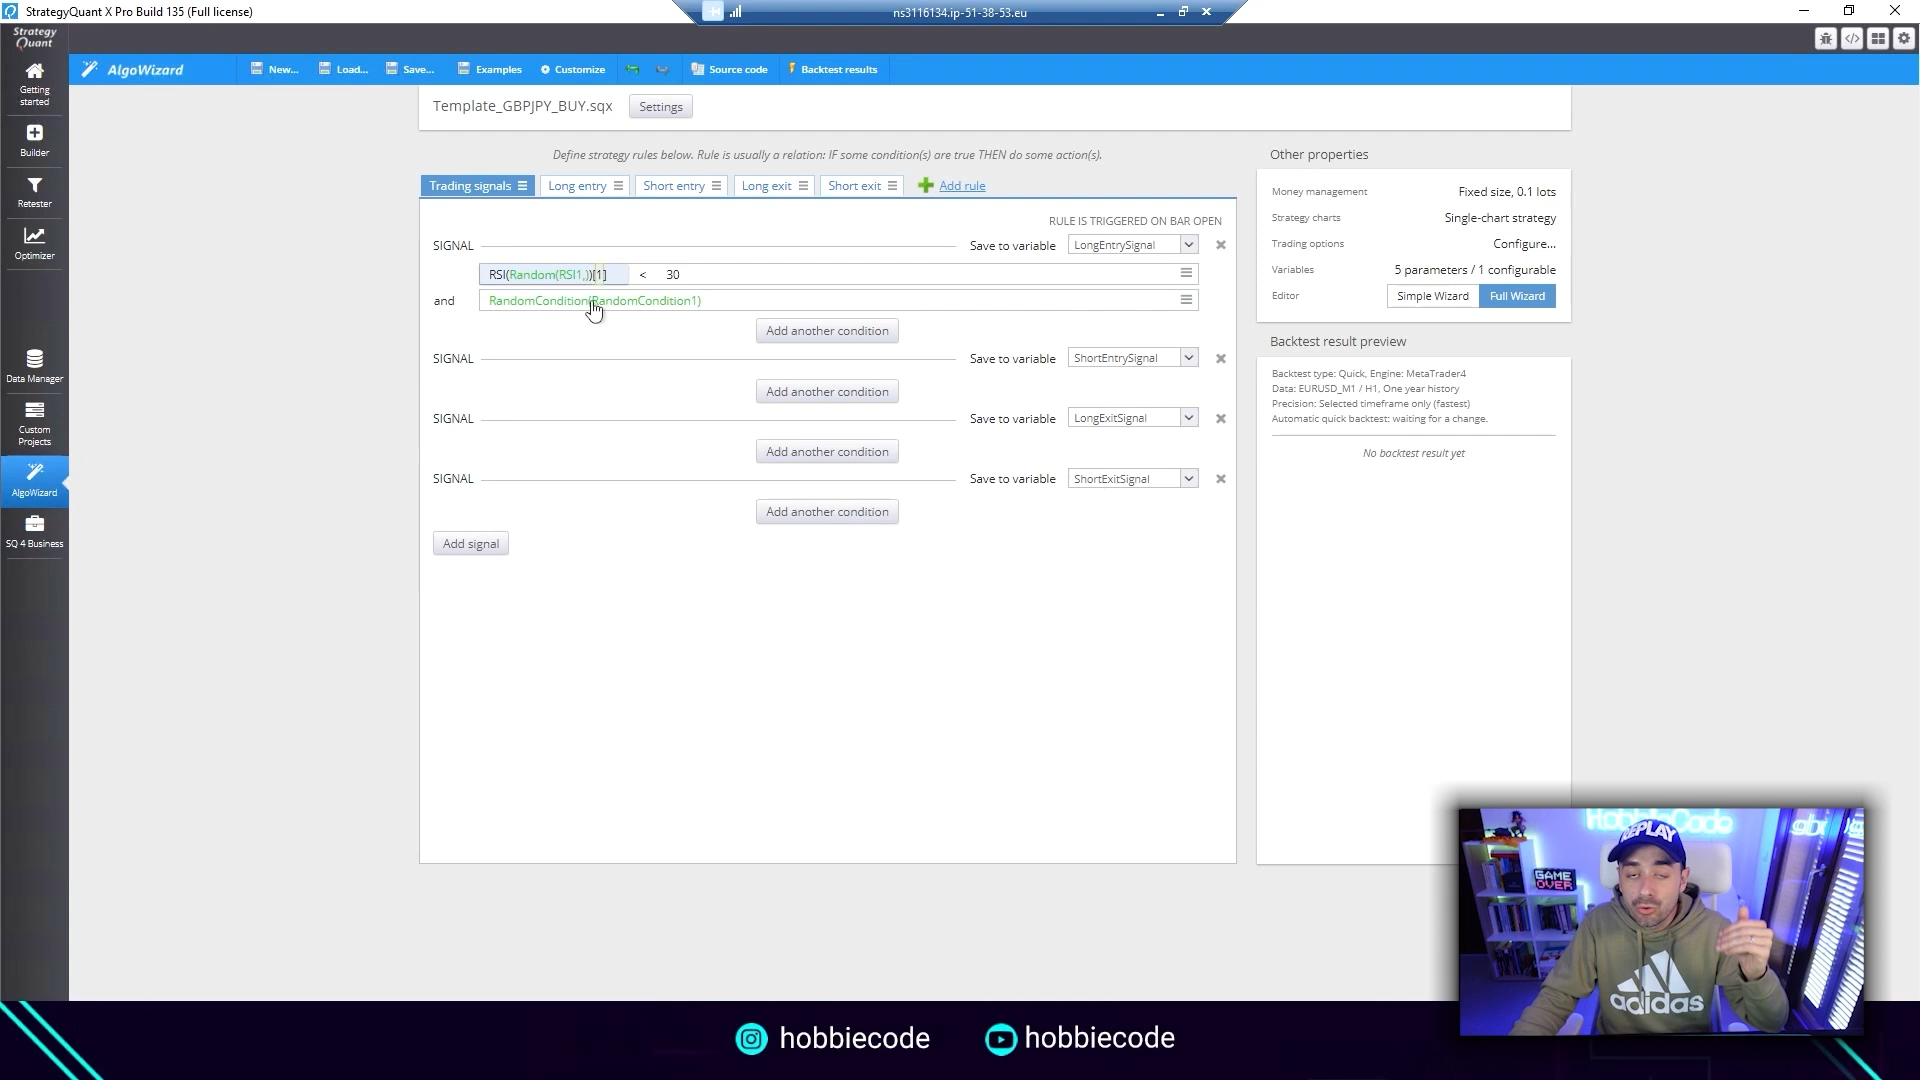 StrategyQuant X Pro Build 135 (Full license)
ns3116134.ip-51-38-53.eu
Strategy
Quant
AlgoWizard
New...
Load...
Save...
Examples
Customize
Source code
Backtest results
Getting
started
Builder
Retester
Optimizer
Data Manager
Custom
Projects
AlgoWizard
SQ 4 Business
Template_GBPJPY_BUY.sqx
Settings
Define strategy rules below. Rule is usually a relation: IF some condition(s) are true THEN do some action(s).
Trading signals
Long entry
Short entry
Long exit
Short exit
Add rule
RULE IS TRIGGERED ON BAR OPEN
SIGNAL
Save to variable
LongEntrySignal
RSI(Random(RSI1,))[1] < 30
and
RandomCondition(RandomCondition1)
Add another condition
SIGNAL
Save to variable
ShortEntrySignal
Add another condition
SIGNAL
Save to variable
LongExitSignal
Add another condition
SIGNAL
Save to variable
ShortExitSignal
Add another condition
Add signal
Other properties
Money management
Fixed size, 0.1 lots
Strategy charts
Single-chart strategy
Trading options
Configure...
Variables
5 parameters / 1 configurable
Editor
Simple Wizard
Full Wizard
Backtest result preview
Backtest type: Quick, Engine: MetaTrader4
Data: EURUSD_M1 / H1, One year history
Precision: Selected timeframe only (fastest)
Automatic quick backtest: waiting for a change.
No backtest result yet
HobbieCode
REPLAY
GAME
OVER
adidas
hobbiecode
hobbiecode